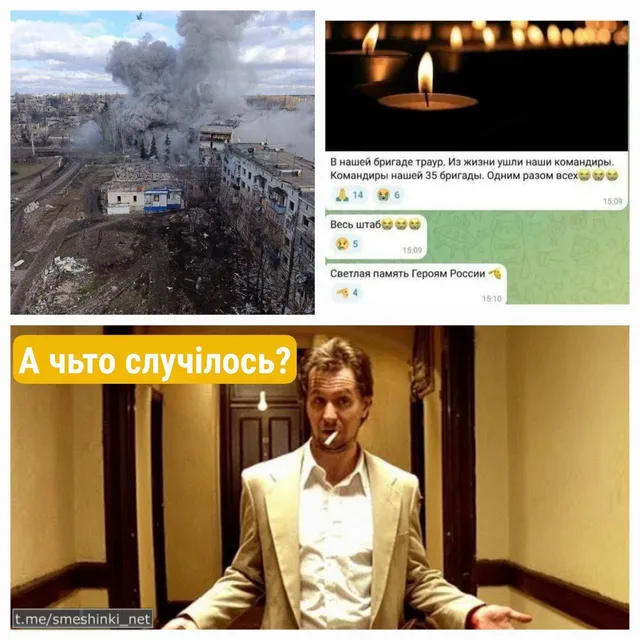 В нашей бригаде траур. Из жизни ушли наши командиры.
Командиры нашей 35 бригады. Одним разом всех😭😭😭
🙏 14 😭 6
15:09
Весь штаб😭😭😭
😢 5
15:09
Светлая память Героям России 🫡
🫡 4
15:10
А чьто случілось?
t.me/smeshinki_net